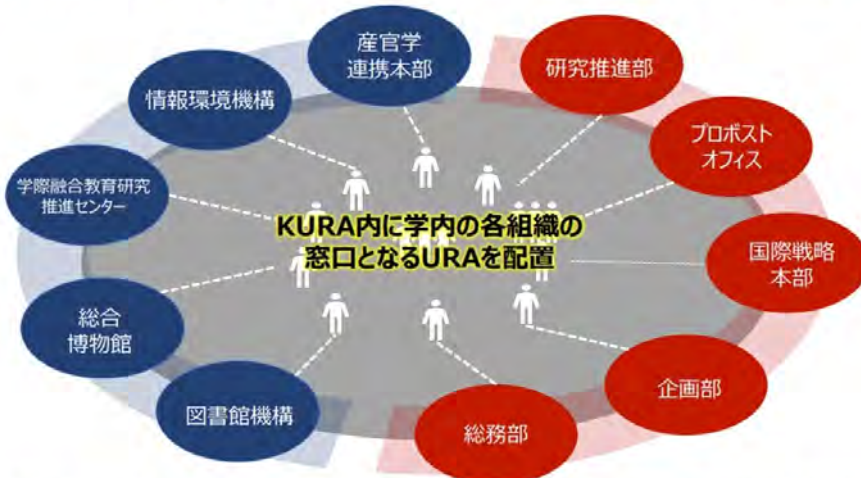 産官学
連携本部
研究推進部
情報環境機構
プロボスト
オフィス
学際融合教育研究
推進センター
KURA内に学内の各組織の
窓口となるURAを配置
国際戦略
本部
総合
博物館
企画部
図書館機構
総務部